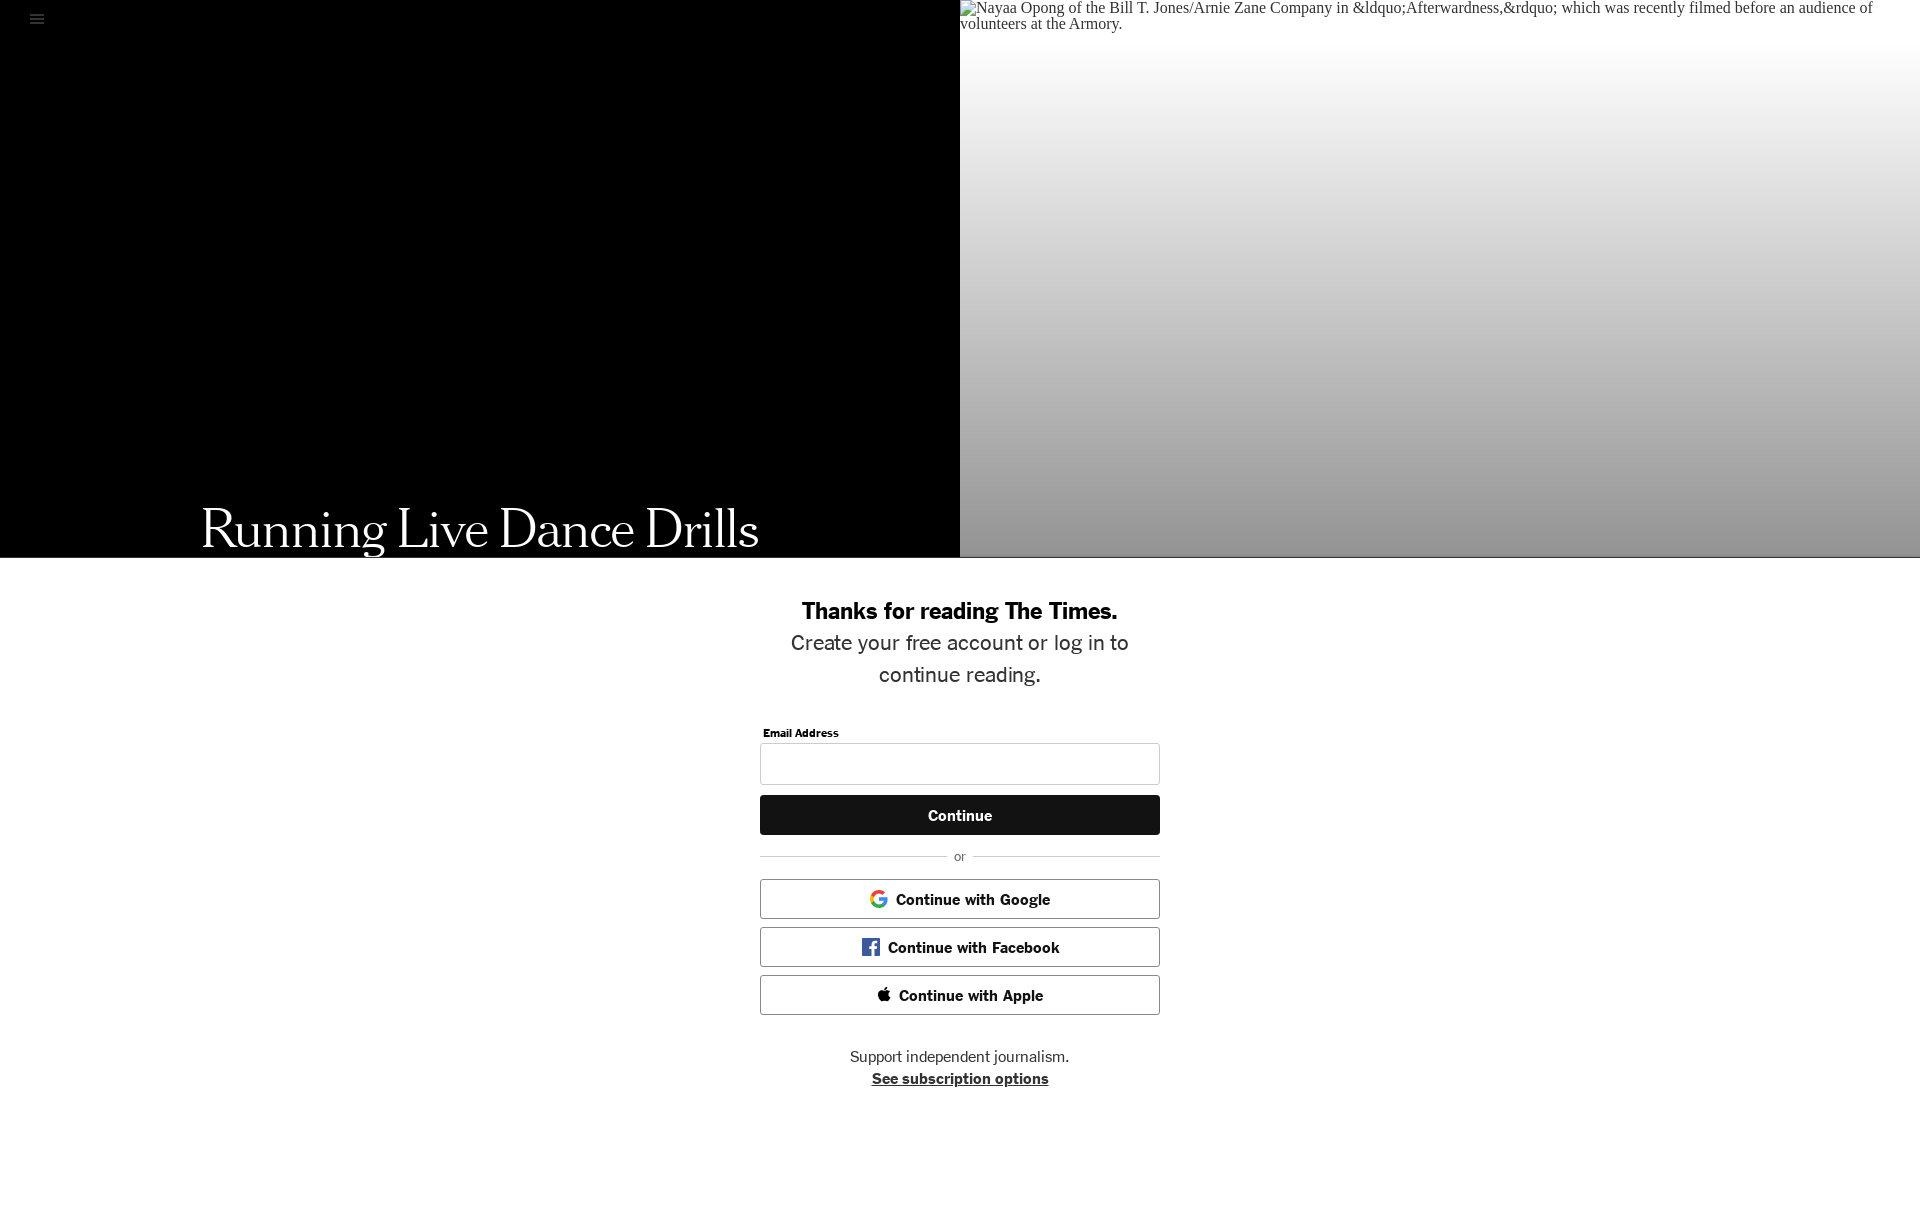 Nayaa Opong of the Bill T. Jones/Arnie Zane Company in &ldquo;Afterwardness,&rdquo; which was recently filmed before an audience of
volunteers at the Armory.
Running Live Dance Drills
Thanks for reading The Times.
Create your free account or log in to
continue reading.
Email Address
Continue
or
Continue with Google
Continue with Facebook
Continue with Apple
Support independent journalism.
See subscription options